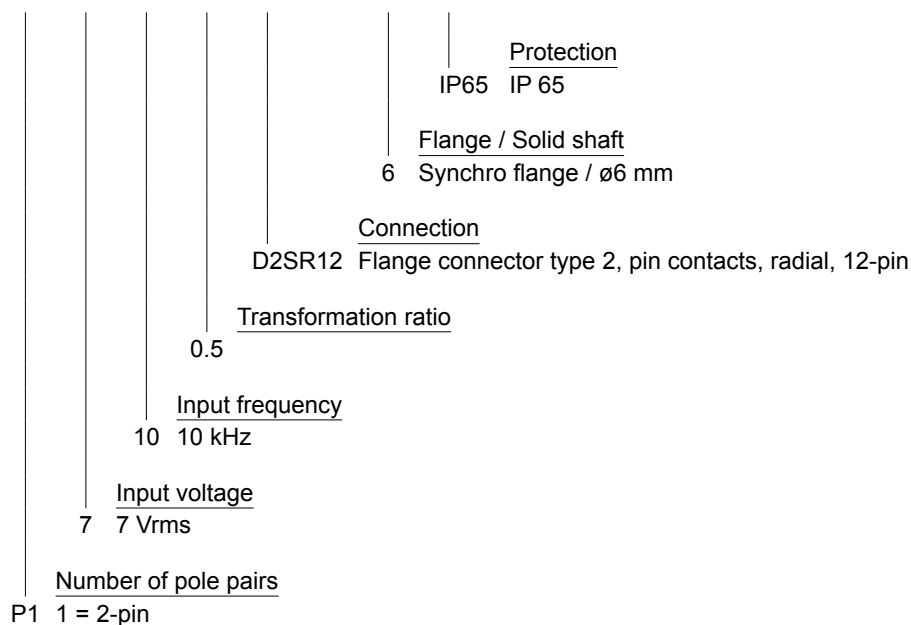 Protection
IP65 IP 65
Flange / Solid shaft
6 Synchro flange / ø6 mm
Connection
D2SR12 Flange connector type 2, pin contacts, radial, 12-pin
Transformation ratio
0.5
Input frequency
10 10 kHz
Input voltage
7 7 Vrms
Number of pole pairs
P1 1 = 2-pin